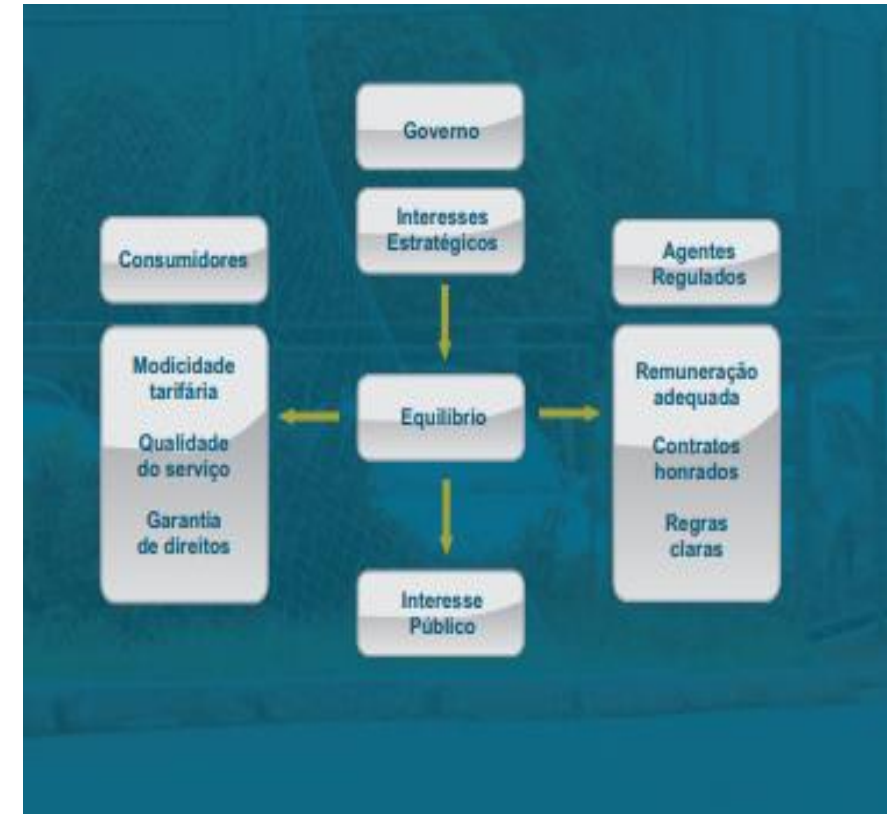 Governo
Interesses
Estratégicos
Consumidores
Agentes
Regulados
Modicidade
tarifária
Qualidade
do serviço
Garantia
de direitos
Equilíbrio
Remuneração
adequada
Contratos
honrados
Regras
claras
Interesse
Público